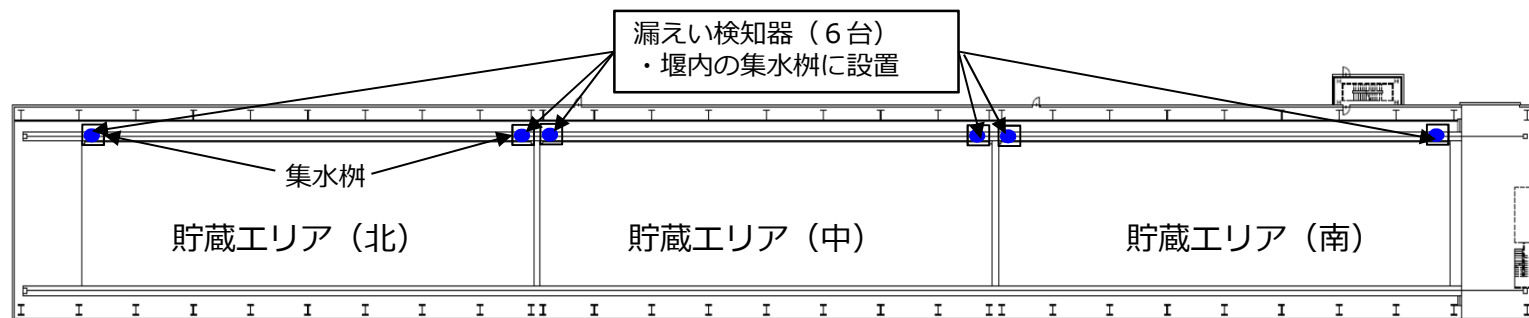 漏えい検知器（６台）
・堰内の集水桝に設置
集水桝
貯蔵エリア（北）
貯蔵エリア（中）
貯蔵エリア（南）